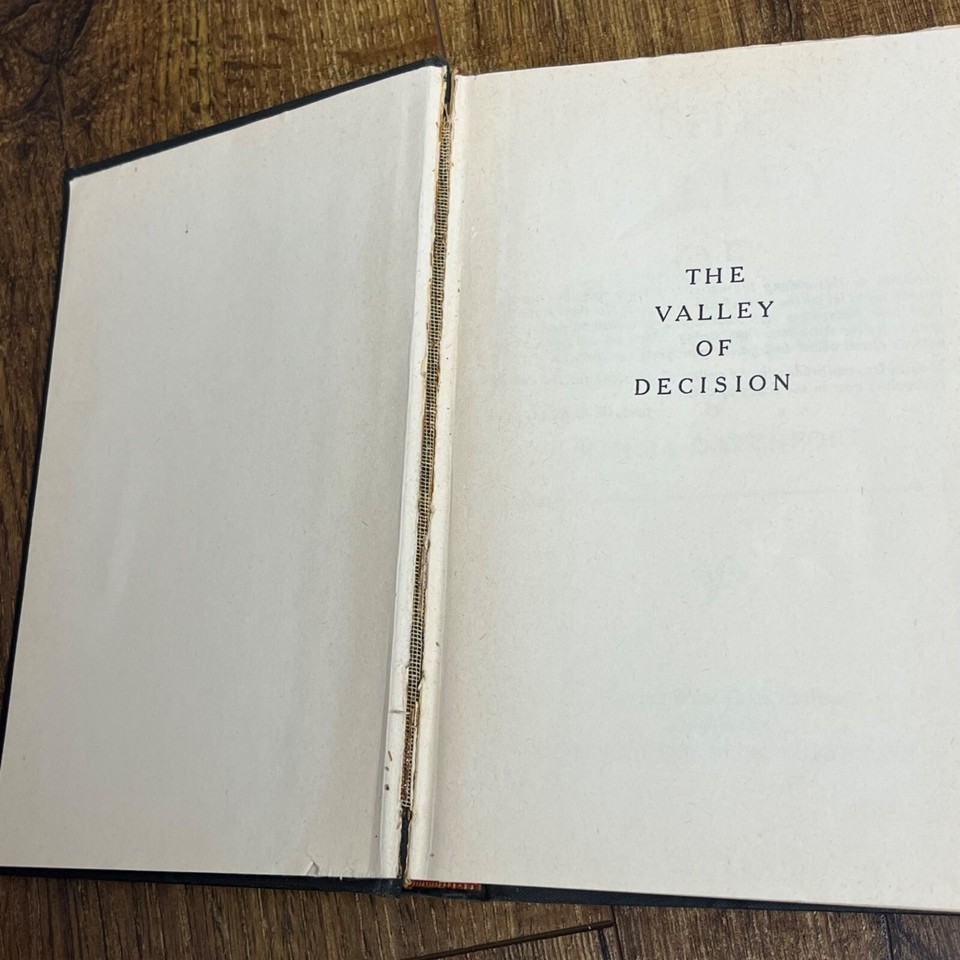 THE
VALLEY
OF
DECISION